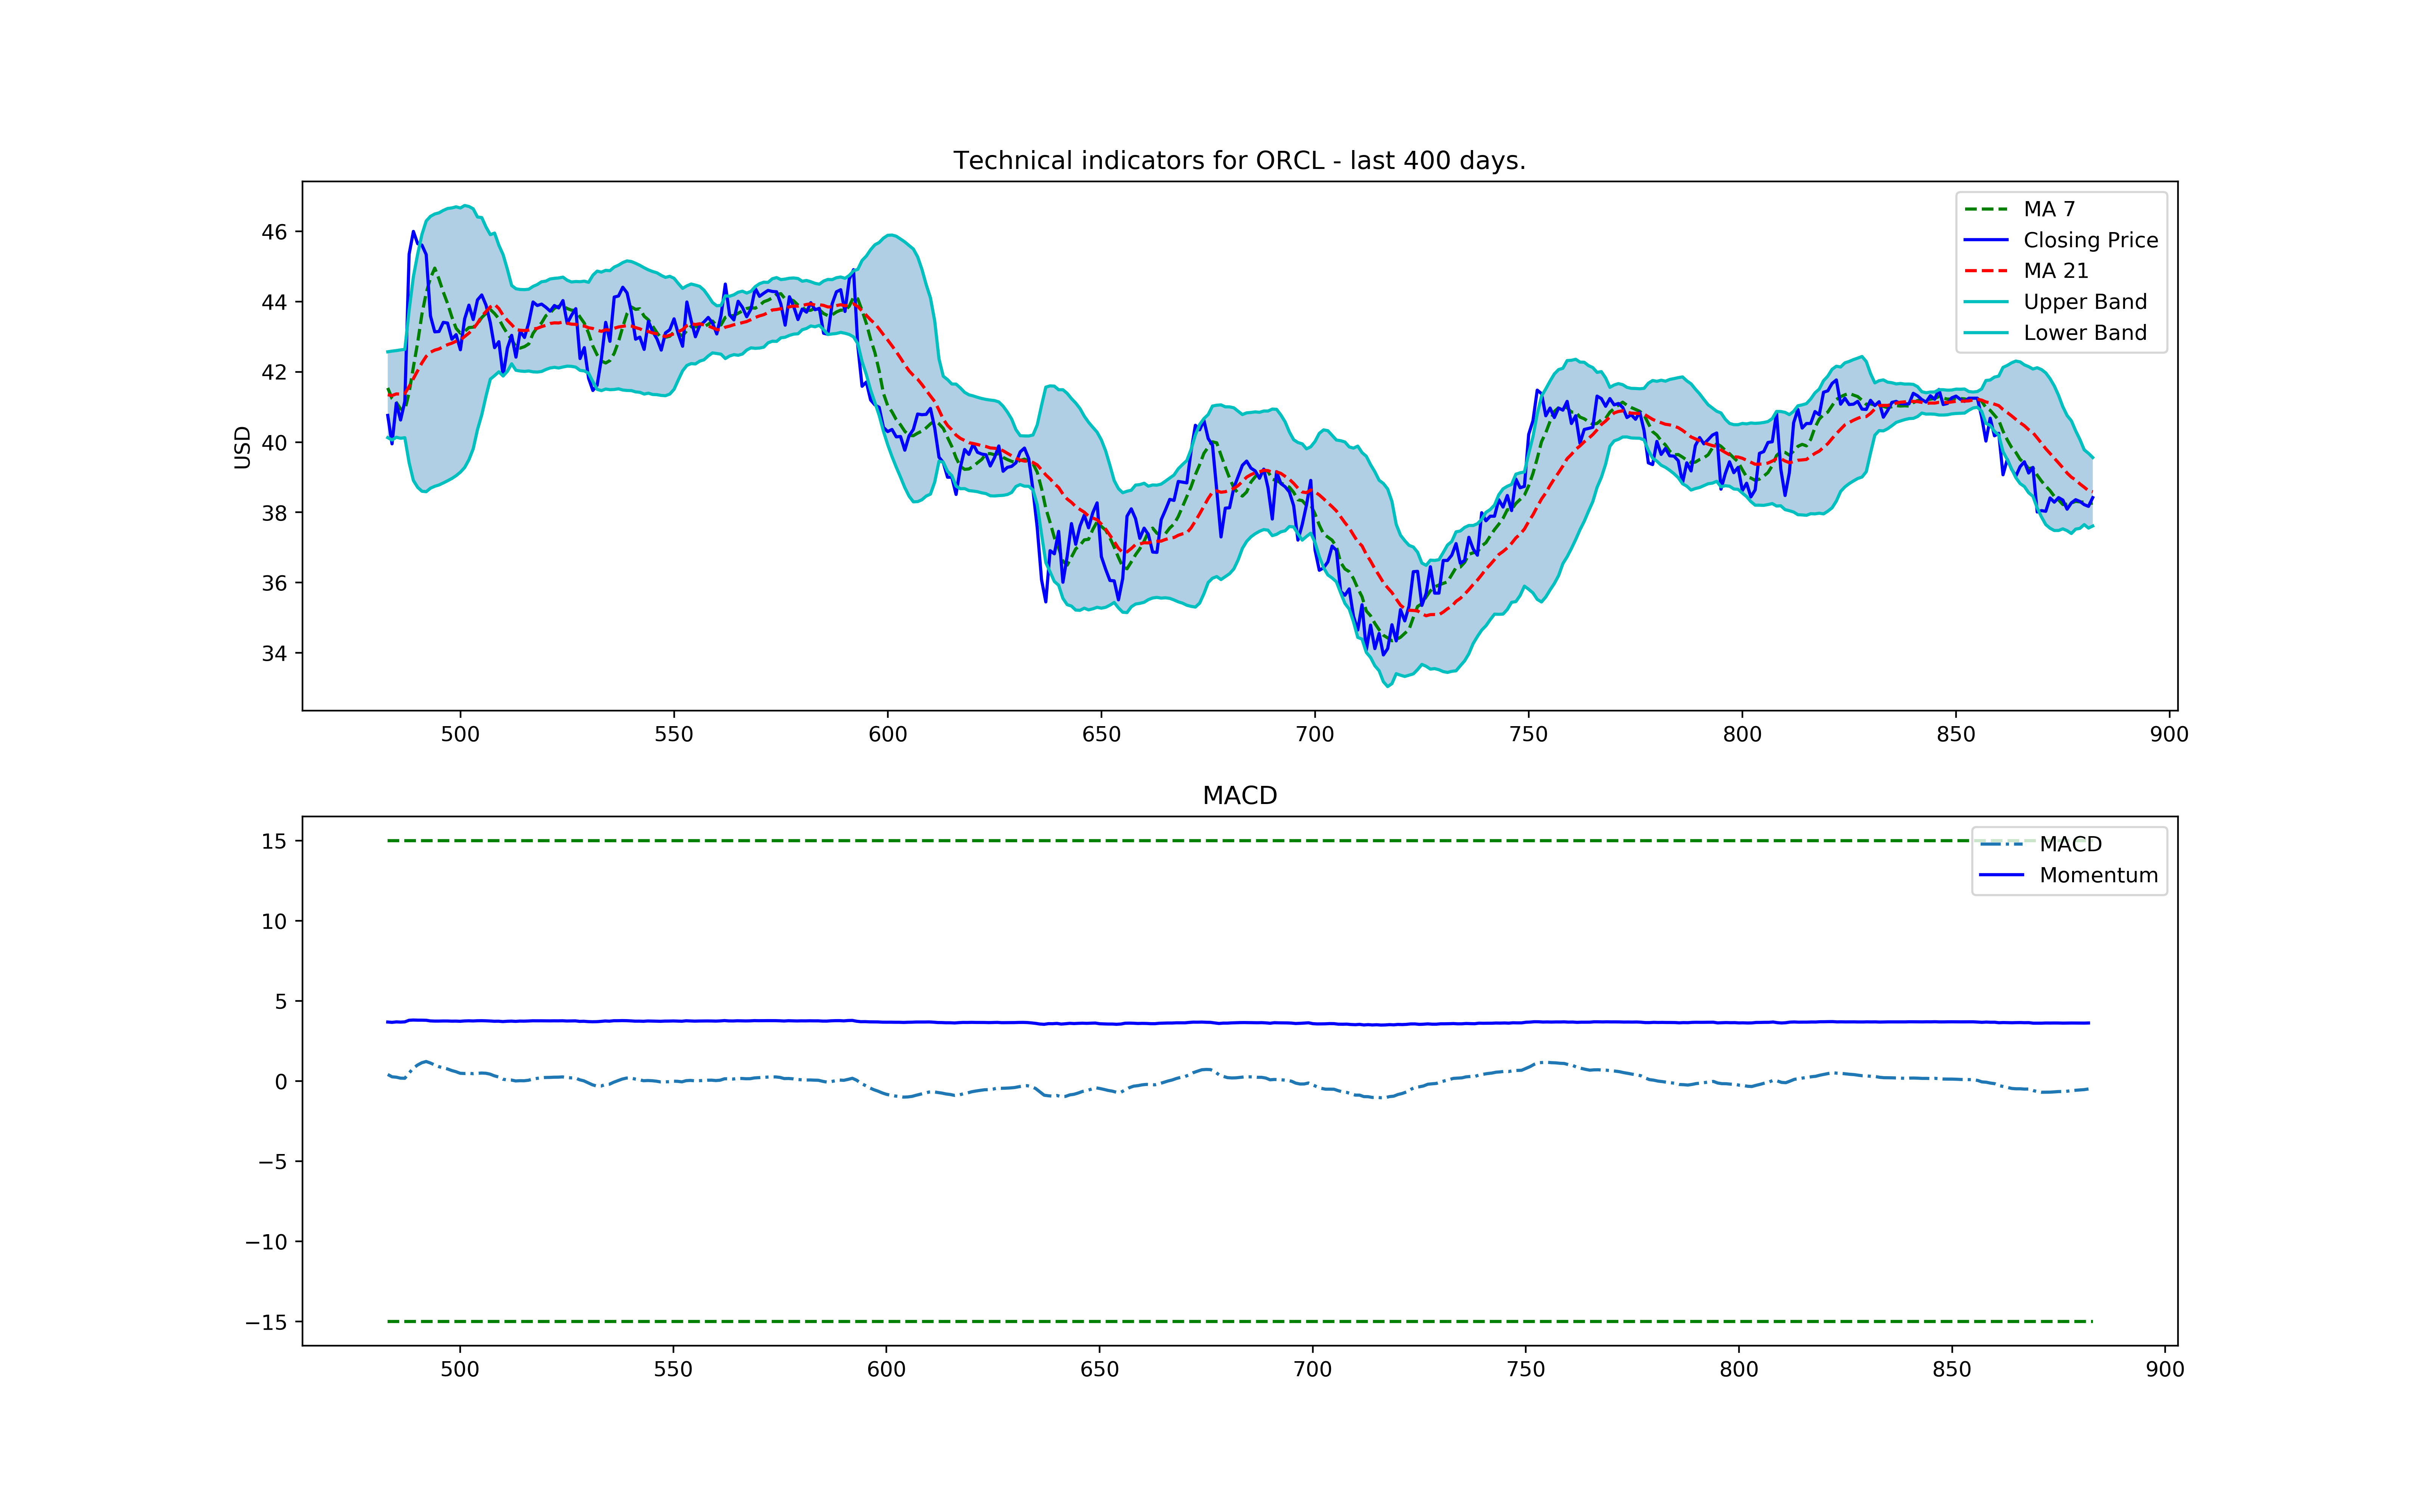 Technical indicators for ORCL - last 400 days.
USD
46
44
42
40
38
36
34
MA 7
Closing Price
MA 21
Upper Band
Lower Band
500 550 600 650 700 750 800 850 900
MACD
15
10
5
0
−5
−10
−15
MACD
Momentum
500 550 600 650 700 750 800 850 900